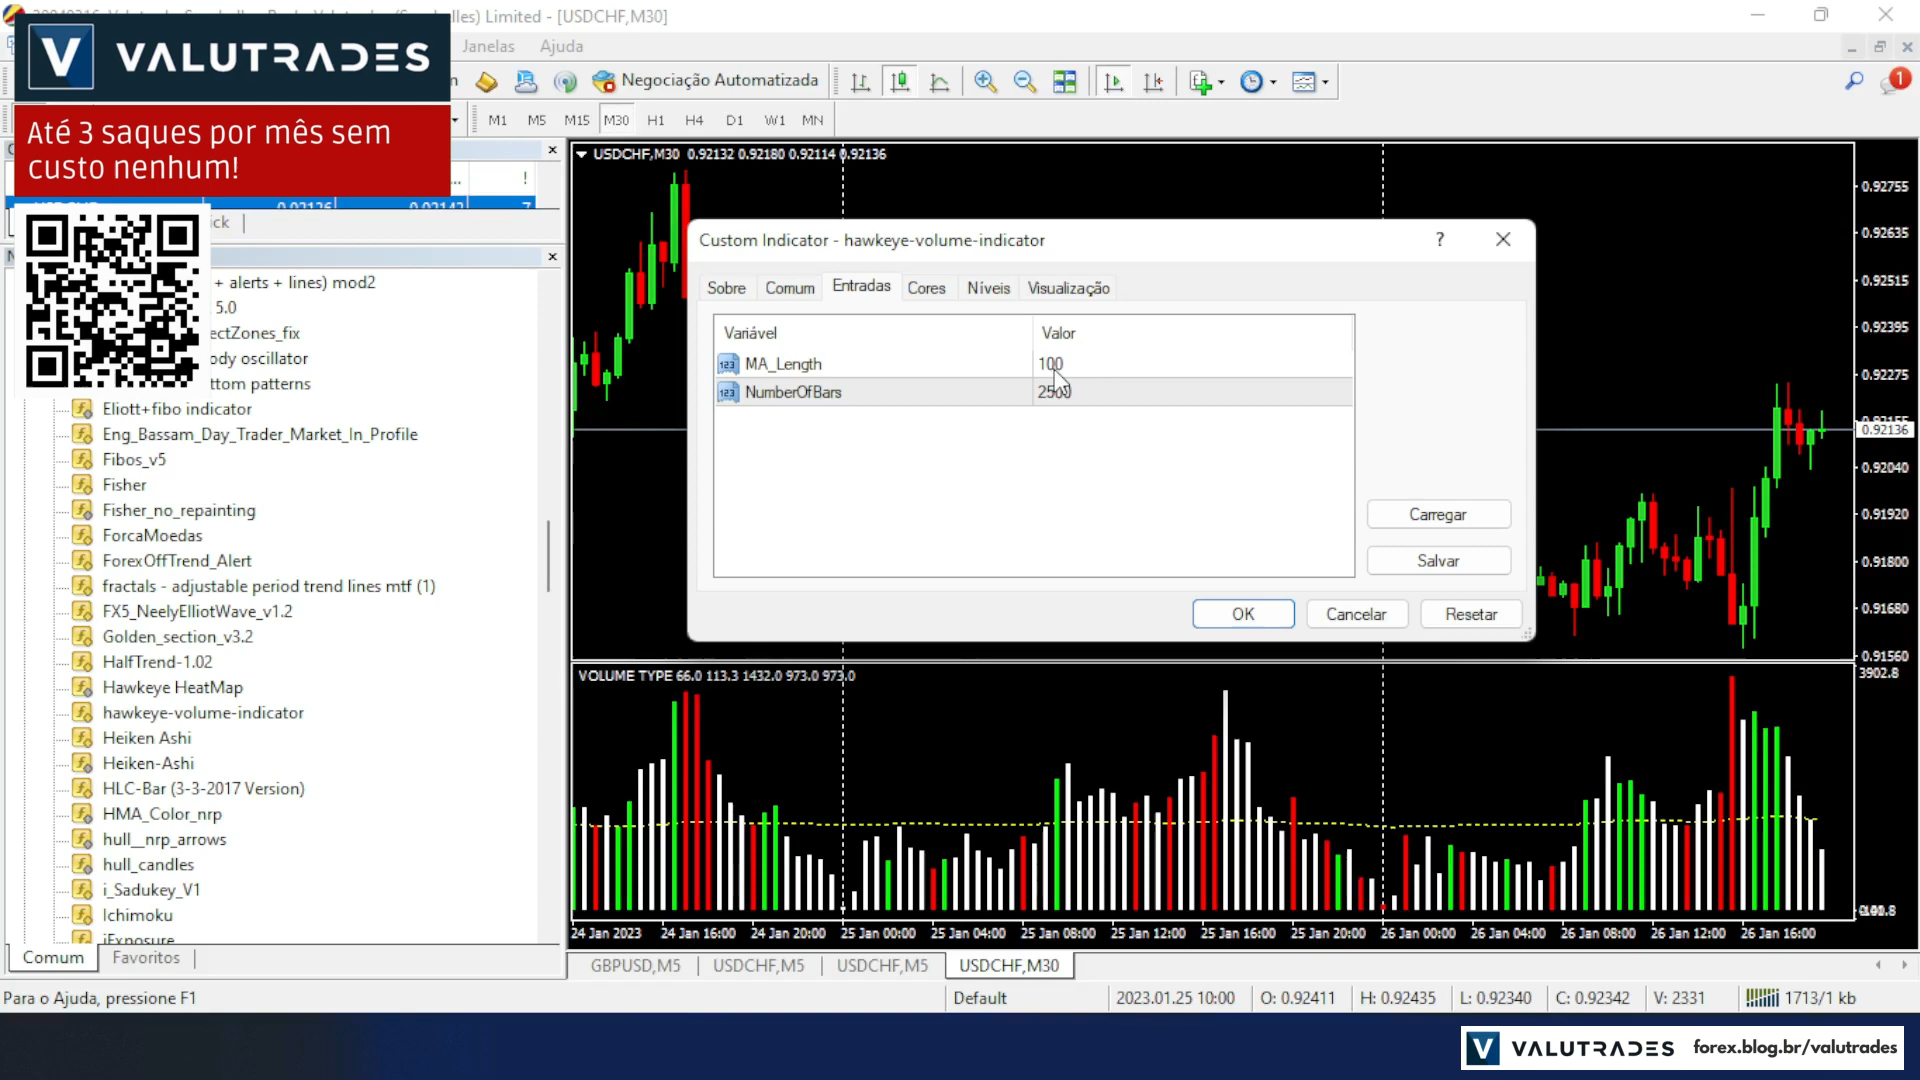 Limited - [USDCHF,M30]
VALUTRADES
Janelas Ajuda
Negociação Automatizada
1
Até 3 saques por mês sem
custo nenhum!
M1 M5 M15 M30 H1 H4 D1 W1 MN
... !
USDCHF,M30 0.92132 0.92180 0.92114 0.92136
+ alerts + lines) mod2
5.0
ectZones_fix
ody oscillator
ttom patterns
Eliott+fibo indicator
Eng_Bassam_Day_Trader_Market_In_Profile
Fibos_v5
Fisher
Fisher_no_repainting
ForcaMoedas
ForexOffTrend_Alert
fractals - adjustable period trend lines mtf (1)
FX5_NeelyElliotWave_v1.2
Golden_section_v3.2
HalfTrend-1.02
Hawkeye HeatMap
hawkeye-volume-indicator
Heiken Ashi
Heiken-Ashi
HLC-Bar (3-3-2017 Version)
HMA_Color_nrp
hull__nrp_arrows
hull_candles
i_Sadukey_V1
Ichimoku
iExposure
Comum Favoritos
Custom Indicator - hawkeye-volume-indicator
?
Sobre Comum Entradas Cores Níveis Visualização
Variável Valor
MA_Length 100
NumberOfBars 2500
Carregar
Salvar
OK Cancelar Resetar
0.92755
0.92635
0.92515
0.92395
0.92275
0.92136
0.92040
0.91920
0.91800
0.91680
0.91560
VOLUME TYPE 66.0 113.3 1432.0 973.0 973.0
3902.8
24 Jan 2023 24 Jan 16:00 24 Jan 20:00 25 Jan 00:00 25 Jan 04:00 25 Jan 08:00 25 Jan 12:00 25 Jan 16:00 25 Jan 20:00 26 Jan 00:00 26 Jan 04:00 26 Jan 08:00 26 Jan 12:00 26 Jan 16:00
GBPUSD,M5 USDCHF,M5 USDCHF,M5 USDCHF,M30
Para o Ajuda, pressione F1 Default 2023.01.25 10:00 O: 0.92411 H: 0.92435 L: 0.92340 C: 0.92342 V: 2331 1713/1 kb
VALUTRADES forex.blog.br/valutrades